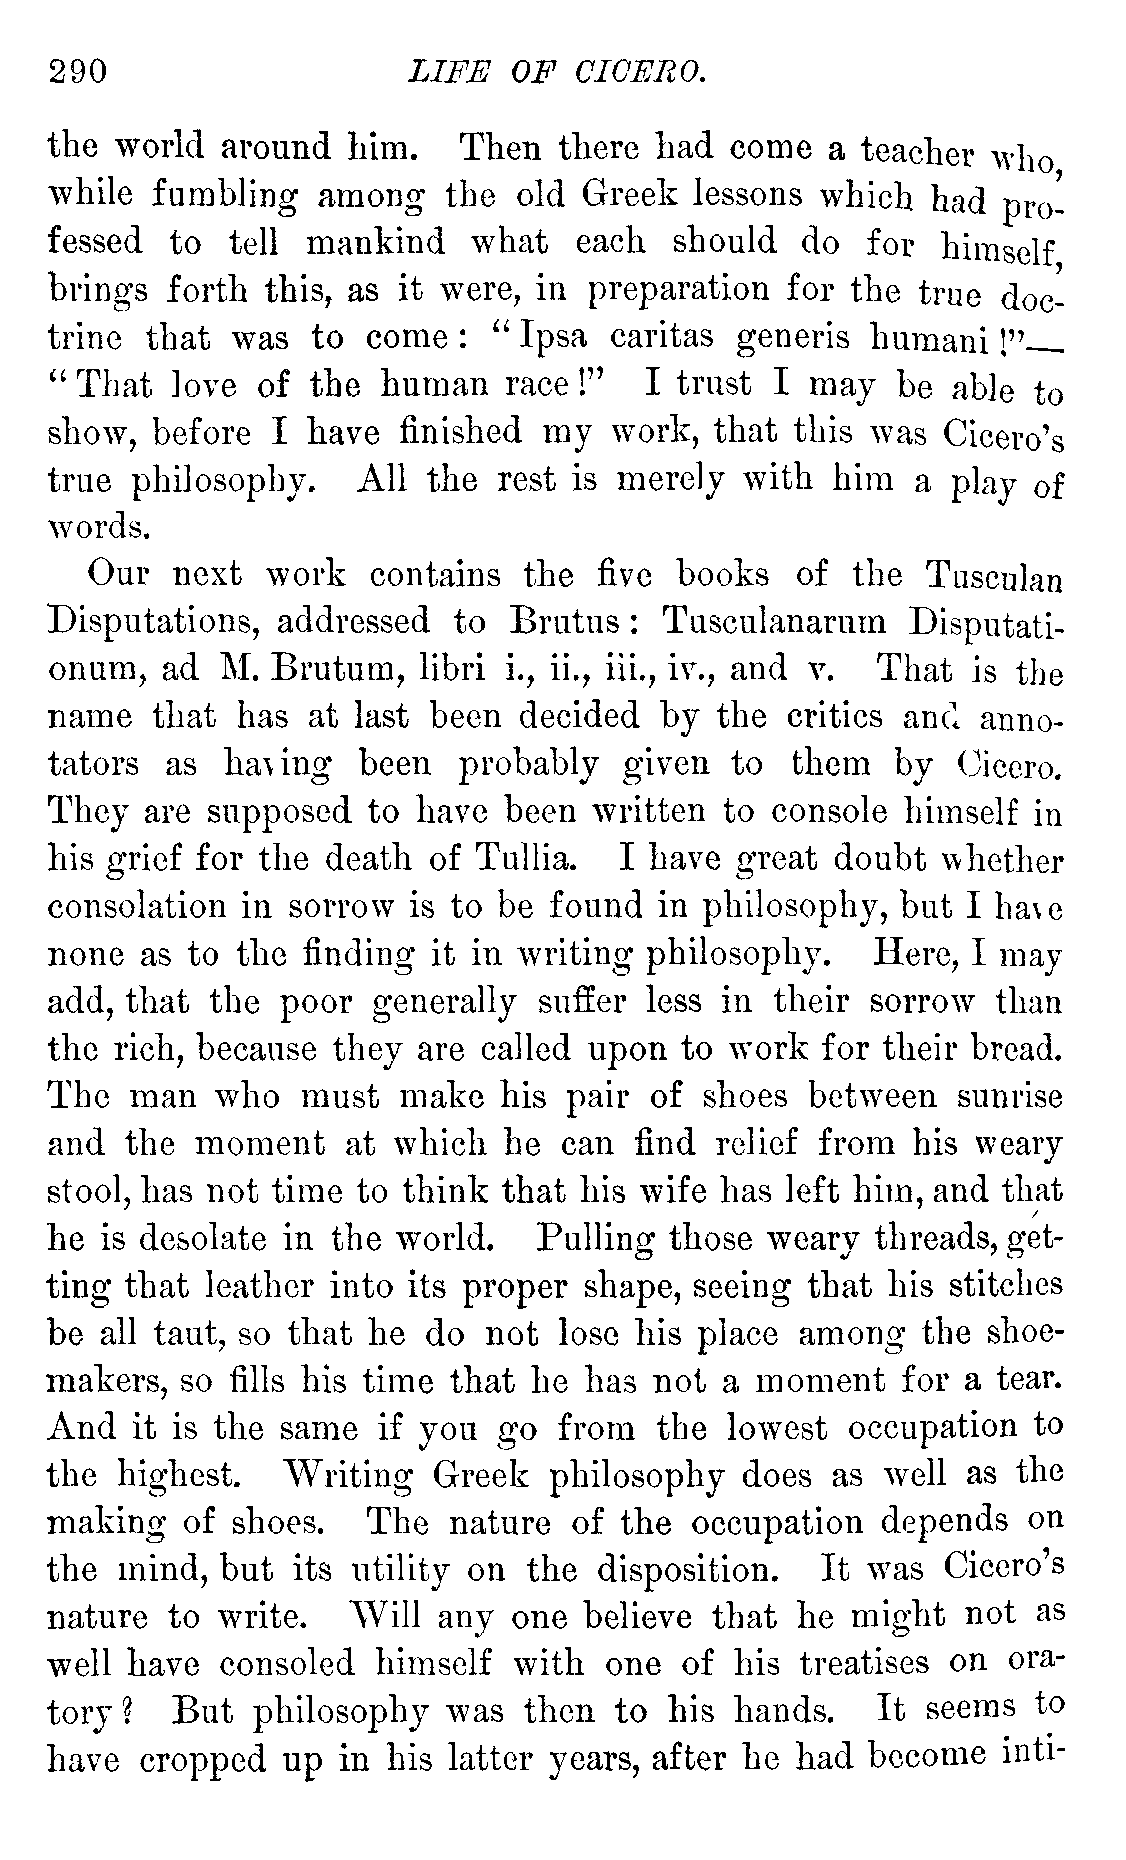 290 LIFE OF CICERO.
the world around him. Then there had come a teacher who,
while fumbling among the old Greek lessons which had pro-
fessed to tell mankind what each should do for himself,
brings forth this, as it were, in preparation for the true doc-
trine that was to come: "Ipsa caritas generis humani!"—
"That love of the human race!" I trust I may be able to
show, before I have finished my work, that this was Cicero's
true philosophy. All the rest is merely with him a play of
words.
Our next work contains the five books of the Tusculan
Disputations, addressed to Brutus: Tusculanarum Disputati-
onum, ad M. Brutum, libri i., ii., iii., iv., and v. That is the
name that has at last been decided by the critics and anno-
tators as having been probably given to them by Cicero.
They are supposed to have been written to console himself in
his grief for the death of Tullia. I have great doubt whether
consolation in sorrow is to be found in philosophy, but I have
none as to the finding it in writing philosophy. Here, I may
add, that the poor generally suffer less in their sorrow than
the rich, because they are called upon to work for their bread.
The man who must make his pair of shoes between sunrise
and the moment at which he can find relief from his weary
stool, has not time to think that his wife has left him, and that
he is desolate in the world. Pulling those weary threads, get-
ting that leather into its proper shape, seeing that his stitches
be all taut, so that he do not lose his place among the shoe-
makers, so fills his time that he has not a moment for a tear.
And it is the same if you go from the lowest occupation to
the highest. Writing Greek philosophy does as well as the
making of shoes. The nature of the occupation depends on
the mind, but its utility on the disposition. It was Cicero's
nature to write. Will any one believe that he might not as
well have consoled himself with one of his treatises on ora-
tory? But philosophy was then to his hands. It seems to
have cropped up in his latter years, after he had become inti-